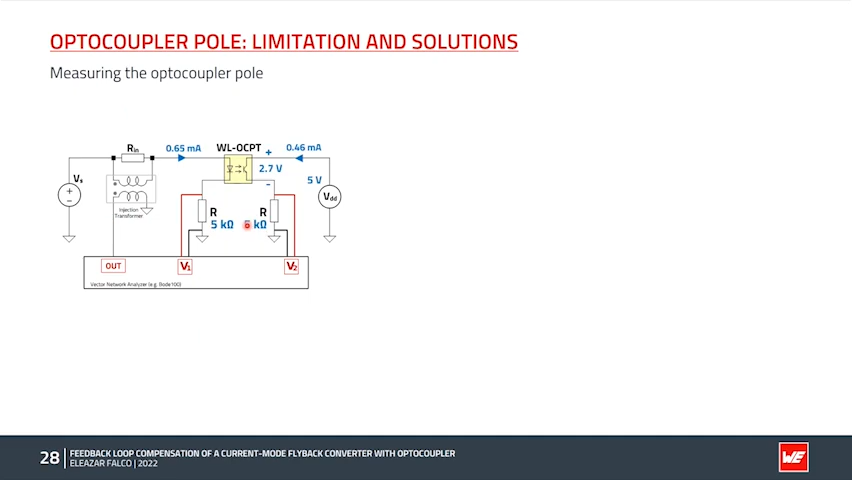 OPTOCOUPLER POLE: LIMITATION AND SOLUTIONS
Measuring the optocoupler pole
Rin 0.65 mA WL-OCPT + 0.46 mA
2.7 V
Vs 5 V
+
- - Vdd
Injection
Transformer
R R
5 kΩ kΩ
OUT V1 V2
Vector Network Analyzer (e.g. Bode100)
28 FEEDBACK LOOP COMPENSATION OF A CURRENT-MODE FLYBACK CONVERTER WITH OPTOCOUPLER
ELEAZAR FALCO | 2022
WE